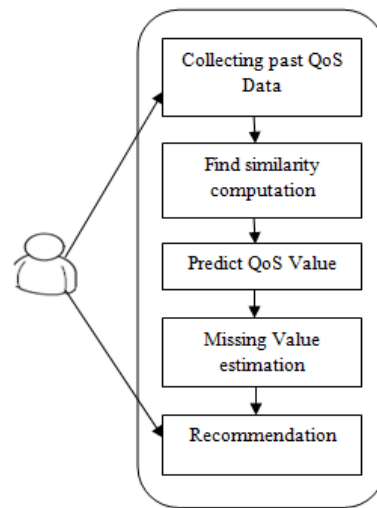 Collecting past QoS
Data
Find similarity
computation
Predict QoS Value
Missing Value
estimation
Recommendation